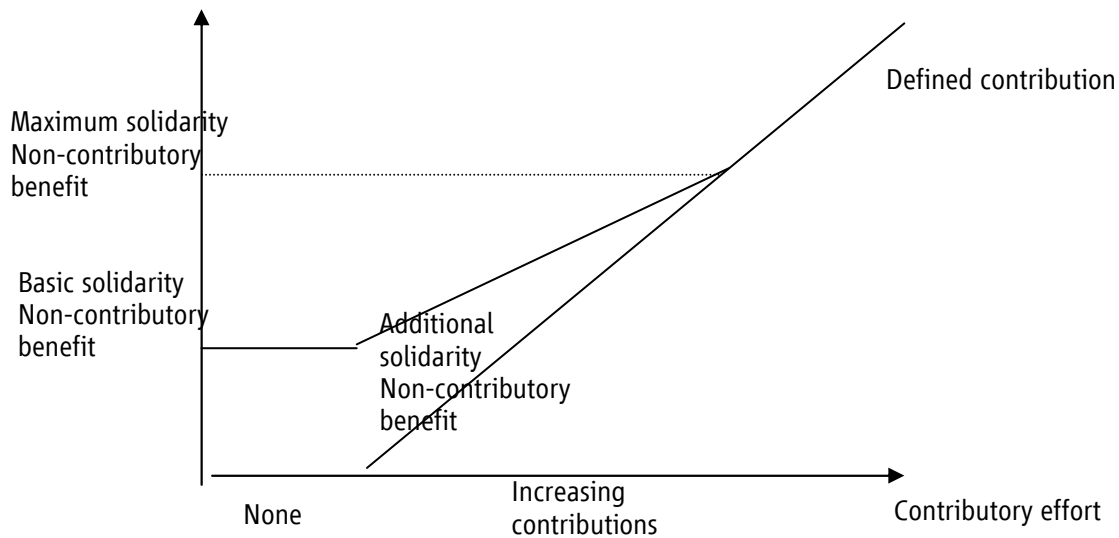 Defined contribution
Maximum solidarity
Non-contributory
benefit
Basic solidarity
Non-contributory
benefit
Additional
solidarity
Non-contributory
benefit
None
Increasing
contributions
Contributory effort